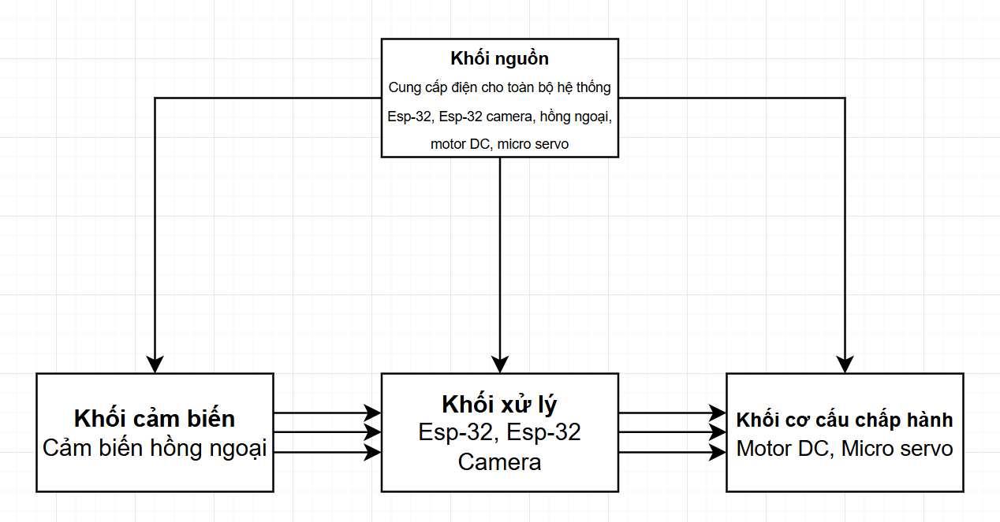 Khối nguồn
Cung cấp điện cho toàn bộ hệ thống
Esp-32, Esp-32 camera, hồng ngoại,
motor DC, micro servo
Khối cảm biến
Cảm biến hồng ngoại
Khối xử lý
Esp-32, Esp-32
Camera
Khối cơ cấu chấp hành
Motor DC, Micro servo